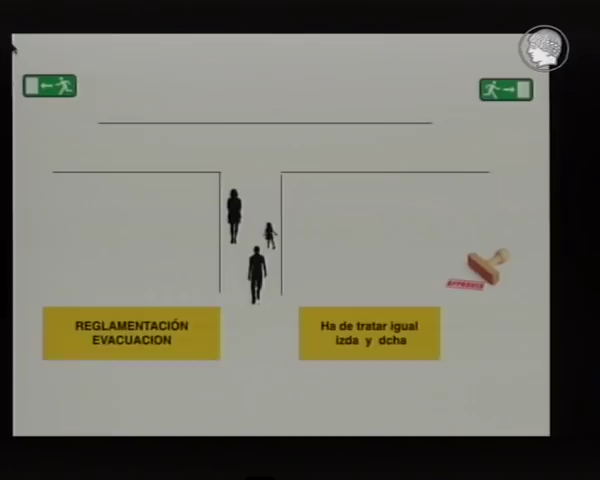 REGLAMENTACIÓN
EVACUACION
Ha de tratar igual
izda y dcha